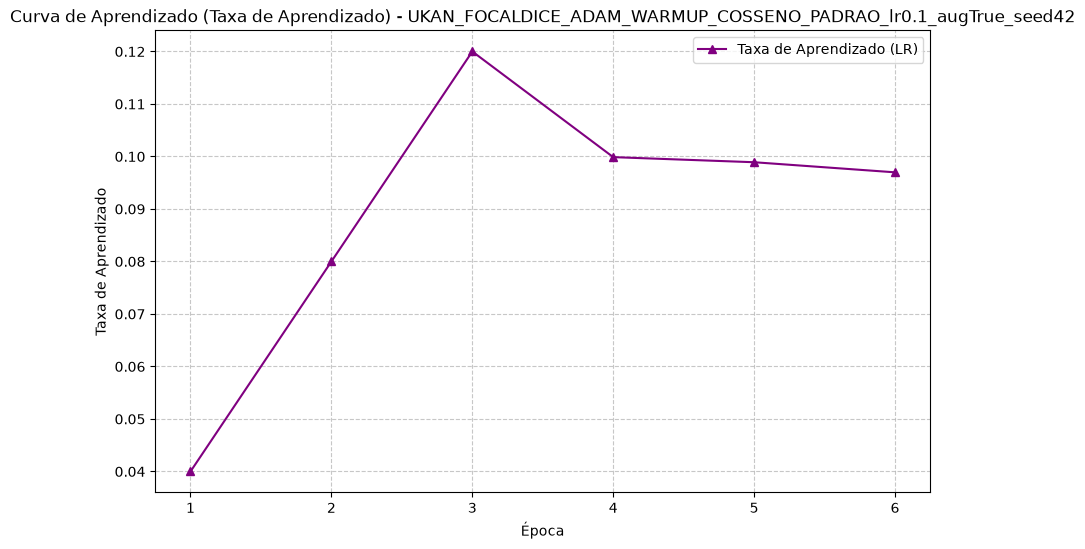 Curva de Aprendizado (Taxa de Aprendizado) - UKAN_FOCALDICE_ADAM_WARMUP_COSSENO_PADRAO_lr0.1_augTrue_seed42
Taxa de Aprendizado (LR)
0.12
0.11
0.10
0.09
0.08
0.07
0.06
0.05
0.04
Taxa de Aprendizado
1 2 3 4 5 6
Época